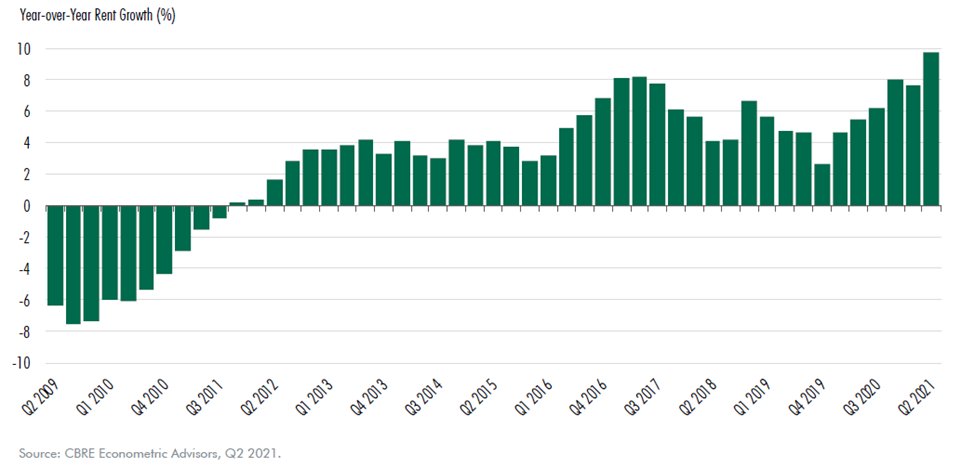 Year-over-Year Rent Growth (%)
10
8
6
4
2
0
-2
-4
-6
-8
-10
Q2 2009
Q1 2010
Q4 2010
Q3 2011
Q2 2012
Q1 2013
Q4 2013
Q3 2014
Q2 2015
Q1 2016
Q4 2016
Q3 2017
Q2 2018
Q1 2019
Q4 2019
Q3 2020
Q2 2021
Source: CBRE Econometric Advisors, Q2 2021.